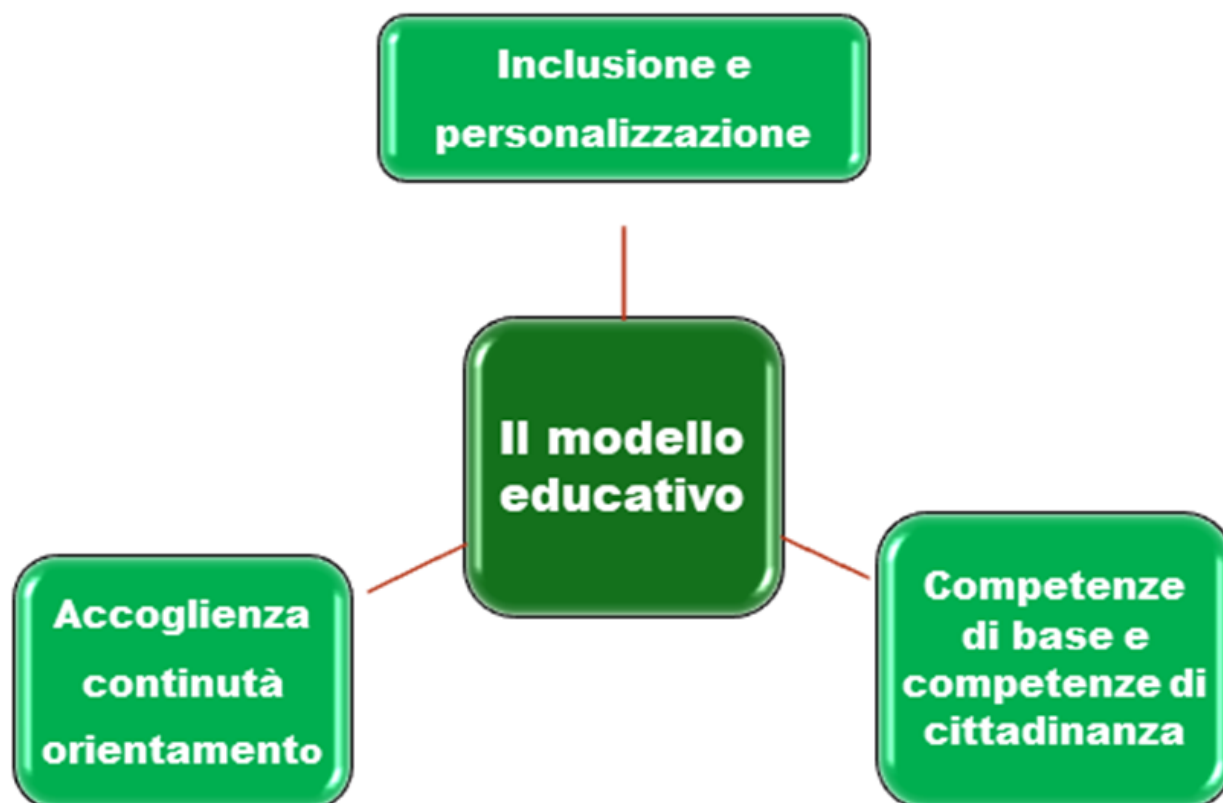 Inclusione e
personalizzazione
Il modello
educativo
Accoglienza
continutà
orientamento
Competenze
di base e
competenze di
cittadinanza